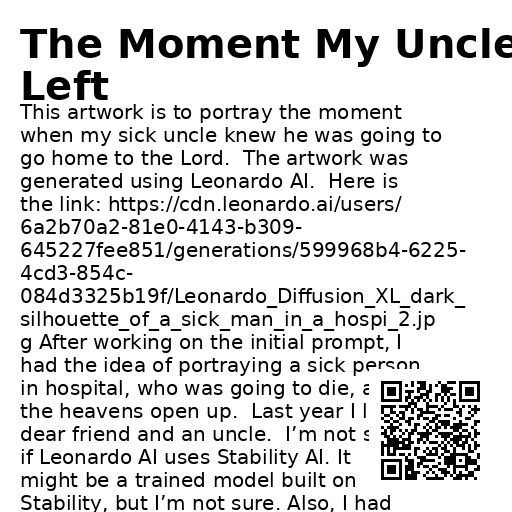 The Moment My Uncle
Left
This artwork is to portray the moment
when my sick uncle knew he was going to
go home to the Lord.  The artwork was
generated using Leonardo AI.  Here is
the link: https://cdn.leonardo.ai/users/
6a2b70a2-81e0-4143-b309-
645227fee851/generations/599968b4-6225-
4cd3-854c-
084d3325b19f/Leonardo_Diffusion_XL_dark_
silhouette_of_a_sick_man_in_a_hospi_2.jp
g After working on the initial prompt, I
had the idea of portraying a sick person
in hospital, who was going to die,
the heavens open up.  Last year I
dear friend and an uncle.  I’m not
if Leonardo AI uses Stability AI. It
might be a trained model built on
Stability, but I’m not sure. Also, I had